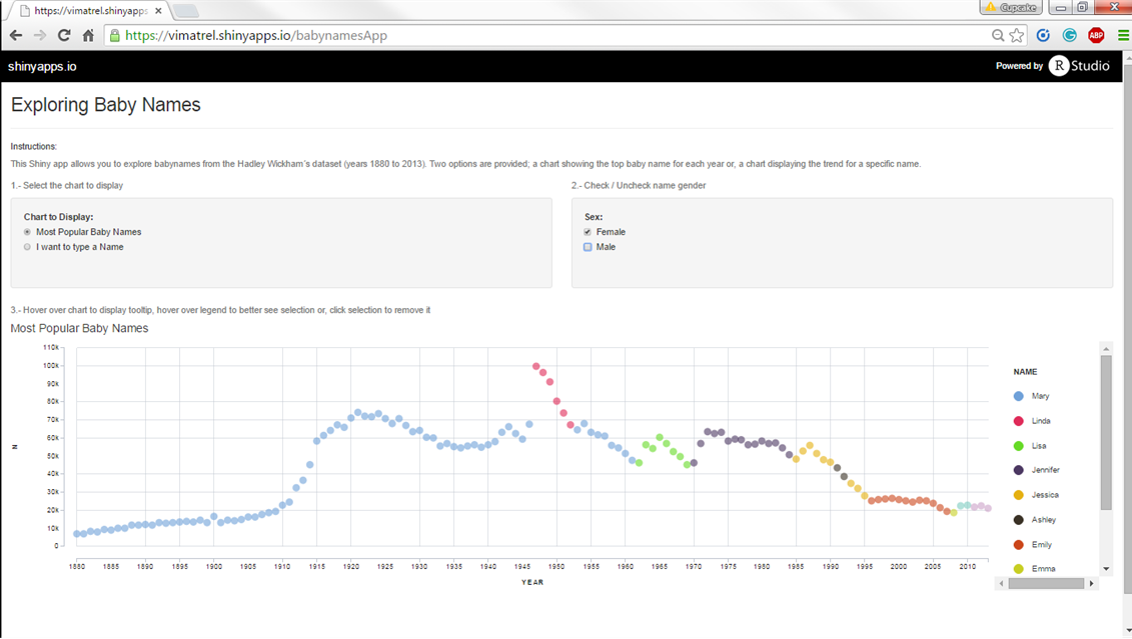 https://vimatrel.shinyapps
Cupcake
https://vimatrel.shinyapps.io/babynamesApp
ABP
shinyapps.io
Powered by R Studio
Exploring Baby Names
Instructions:
This Shiny app allows you to explore babynames from the Hadley Wickham´s dataset (years 1880 to 2013). Two options are provided; a chart showing the top baby name for each year or, a chart displaying the trend for a specific name.
1.- Select the chart to display
2.- Check / Uncheck name gender
Chart to Display:
Most Popular Baby Names
I want to type a Name
Sex:
Female
Male
3.- Hover over chart to display tooltip, hover over legend to better see selection or, click selection to remove it
Most Popular Baby Names
110k
100k
90k
80k
70k
60k
50k
40k
30k
20k
10k
0
N
1880 1885 1890 1895 1900 1905 1910 1915 1920 1925 1930 1935 1940 1945 1950 1955 1960 1965 1970 1975 1980 1985 1990 1995 2000 2005 2010
YEAR
NAME
Mary
Linda
Lisa
Jennifer
Jessica
Ashley
Emily
Emma